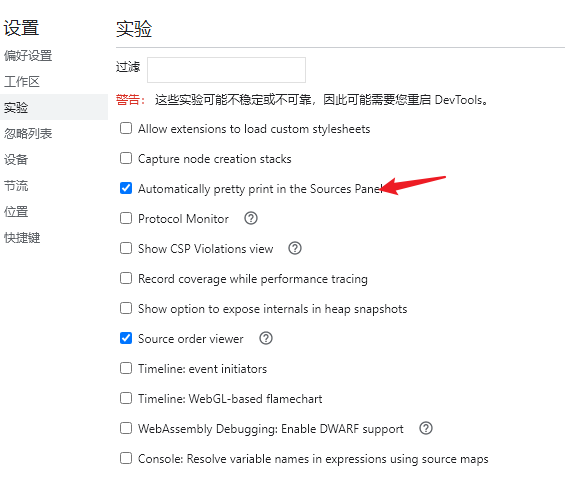 设置
偏好设置
工作区
实验
忽略列表
设备
节流
位置
快捷键
实验
过滤
警告： 这些实验可能不稳定或不可靠，因此可能需要您重启 DevTools。
Allow extensions to load custom stylesheets
Capture node creation stacks
Automatically pretty print in the Sources Panel
Protocol Monitor ?
Show CSP Violations view ?
Record coverage while performance tracing
Show option to expose internals in heap snapshots
Source order viewer ?
Timeline: event initiators
Timeline: WebGL-based flamechart
WebAssembly Debugging: Enable DWARF support ?
Console: Resolve variable names in expressions using source maps